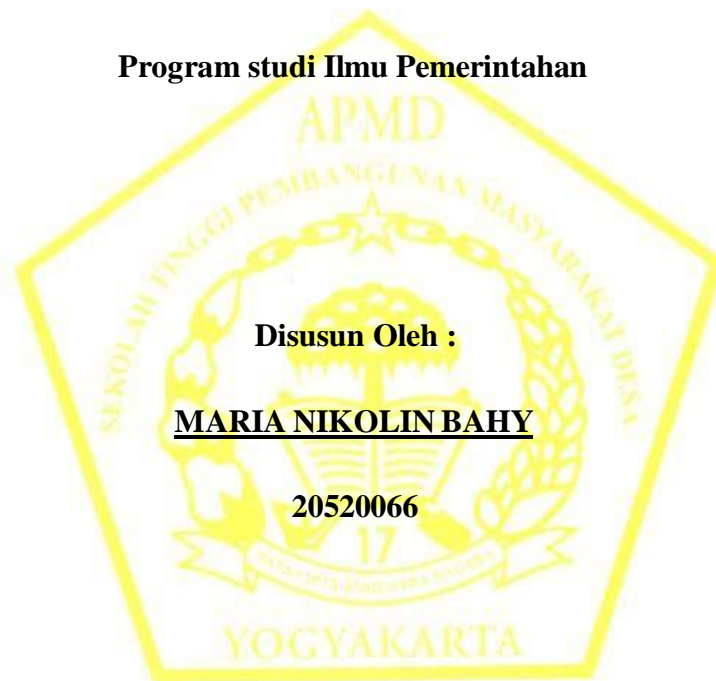 Program studi Ilmu Pemerintahan
APMD
SEKOLAH TINGGI PEMBANGUNAN MASYARAKAT DESA
Disusun Oleh :
MARIA NIKOLIN BAHY
20520066
17
YOGYAKARTA